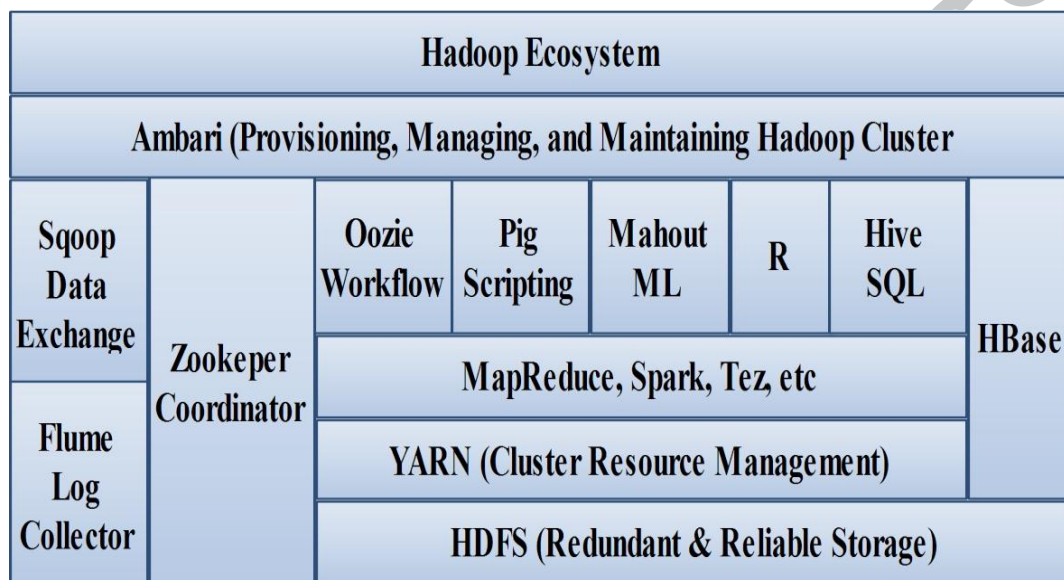 Hadoop Ecosystem
Ambari (Provisioning, Managing, and Maintaining Hadoop Cluster
Sqoop
Data
Exchange
Flume
Log
Collector
Zookeper
Coordinator
Oozie
Workflow
Pig
Scripting
Mahout
ML
R
Hive
SQL
MapReduce, Spark, Tez, etc
YARN (Cluster Resource Management)
HBase
HDFS (Redundant & Reliable Storage)